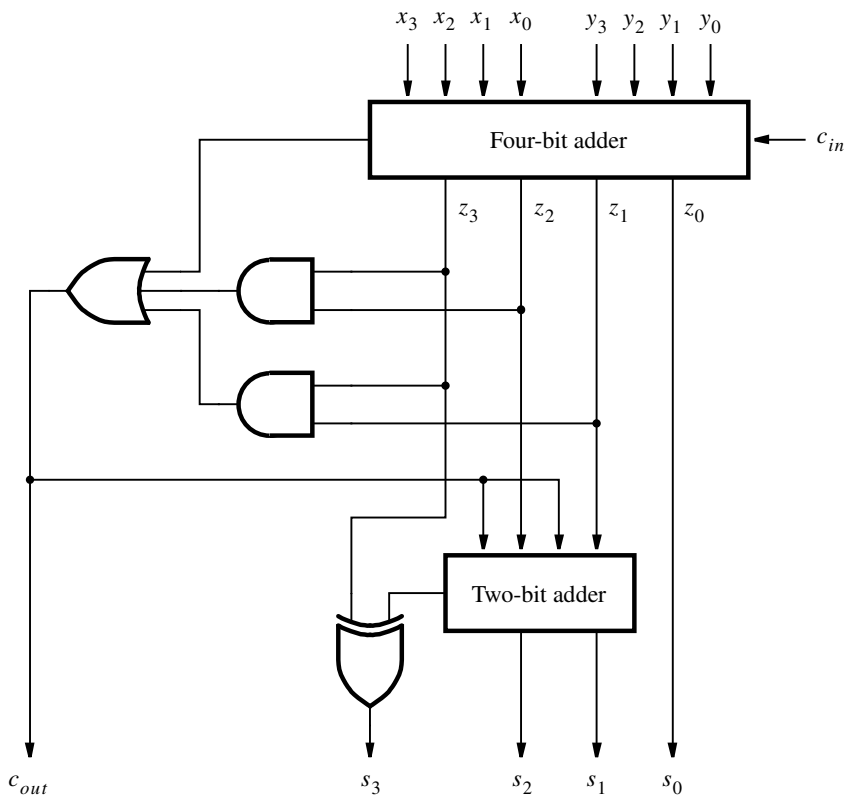 x3 x2 x1 x0 y3 y2 y1 y0
Four-bit adder
cin
z3 z2 z1 z0
Two-bit adder
cout s3 s2 s1 s0